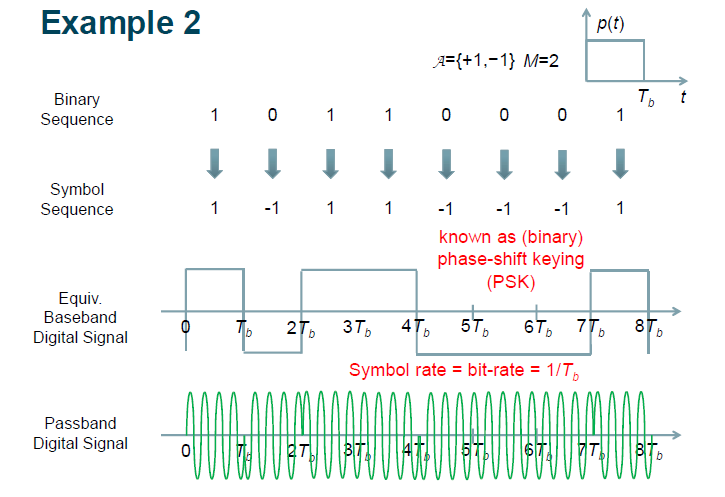 Example 2
p(t)
𝒜={+1,−1} M=2
T_b t
Binary
Sequence
1 0 1 1 0 0 0 1
Symbol
Sequence
1 -1 1 1 -1 -1 -1 1
known as (binary)
phase-shift keying
(PSK)
Equiv.
Baseband
Digital Signal
0 T_b 2T_b 3T_b 4T_b 5T_b 6T_b 7T_b 8T_b
Symbol rate = bit-rate = 1/T_b
Passband
Digital Signal
0 T_b 2T_b 3T_b 4T_b 5T_b 6T_b 7T_b 8T_b